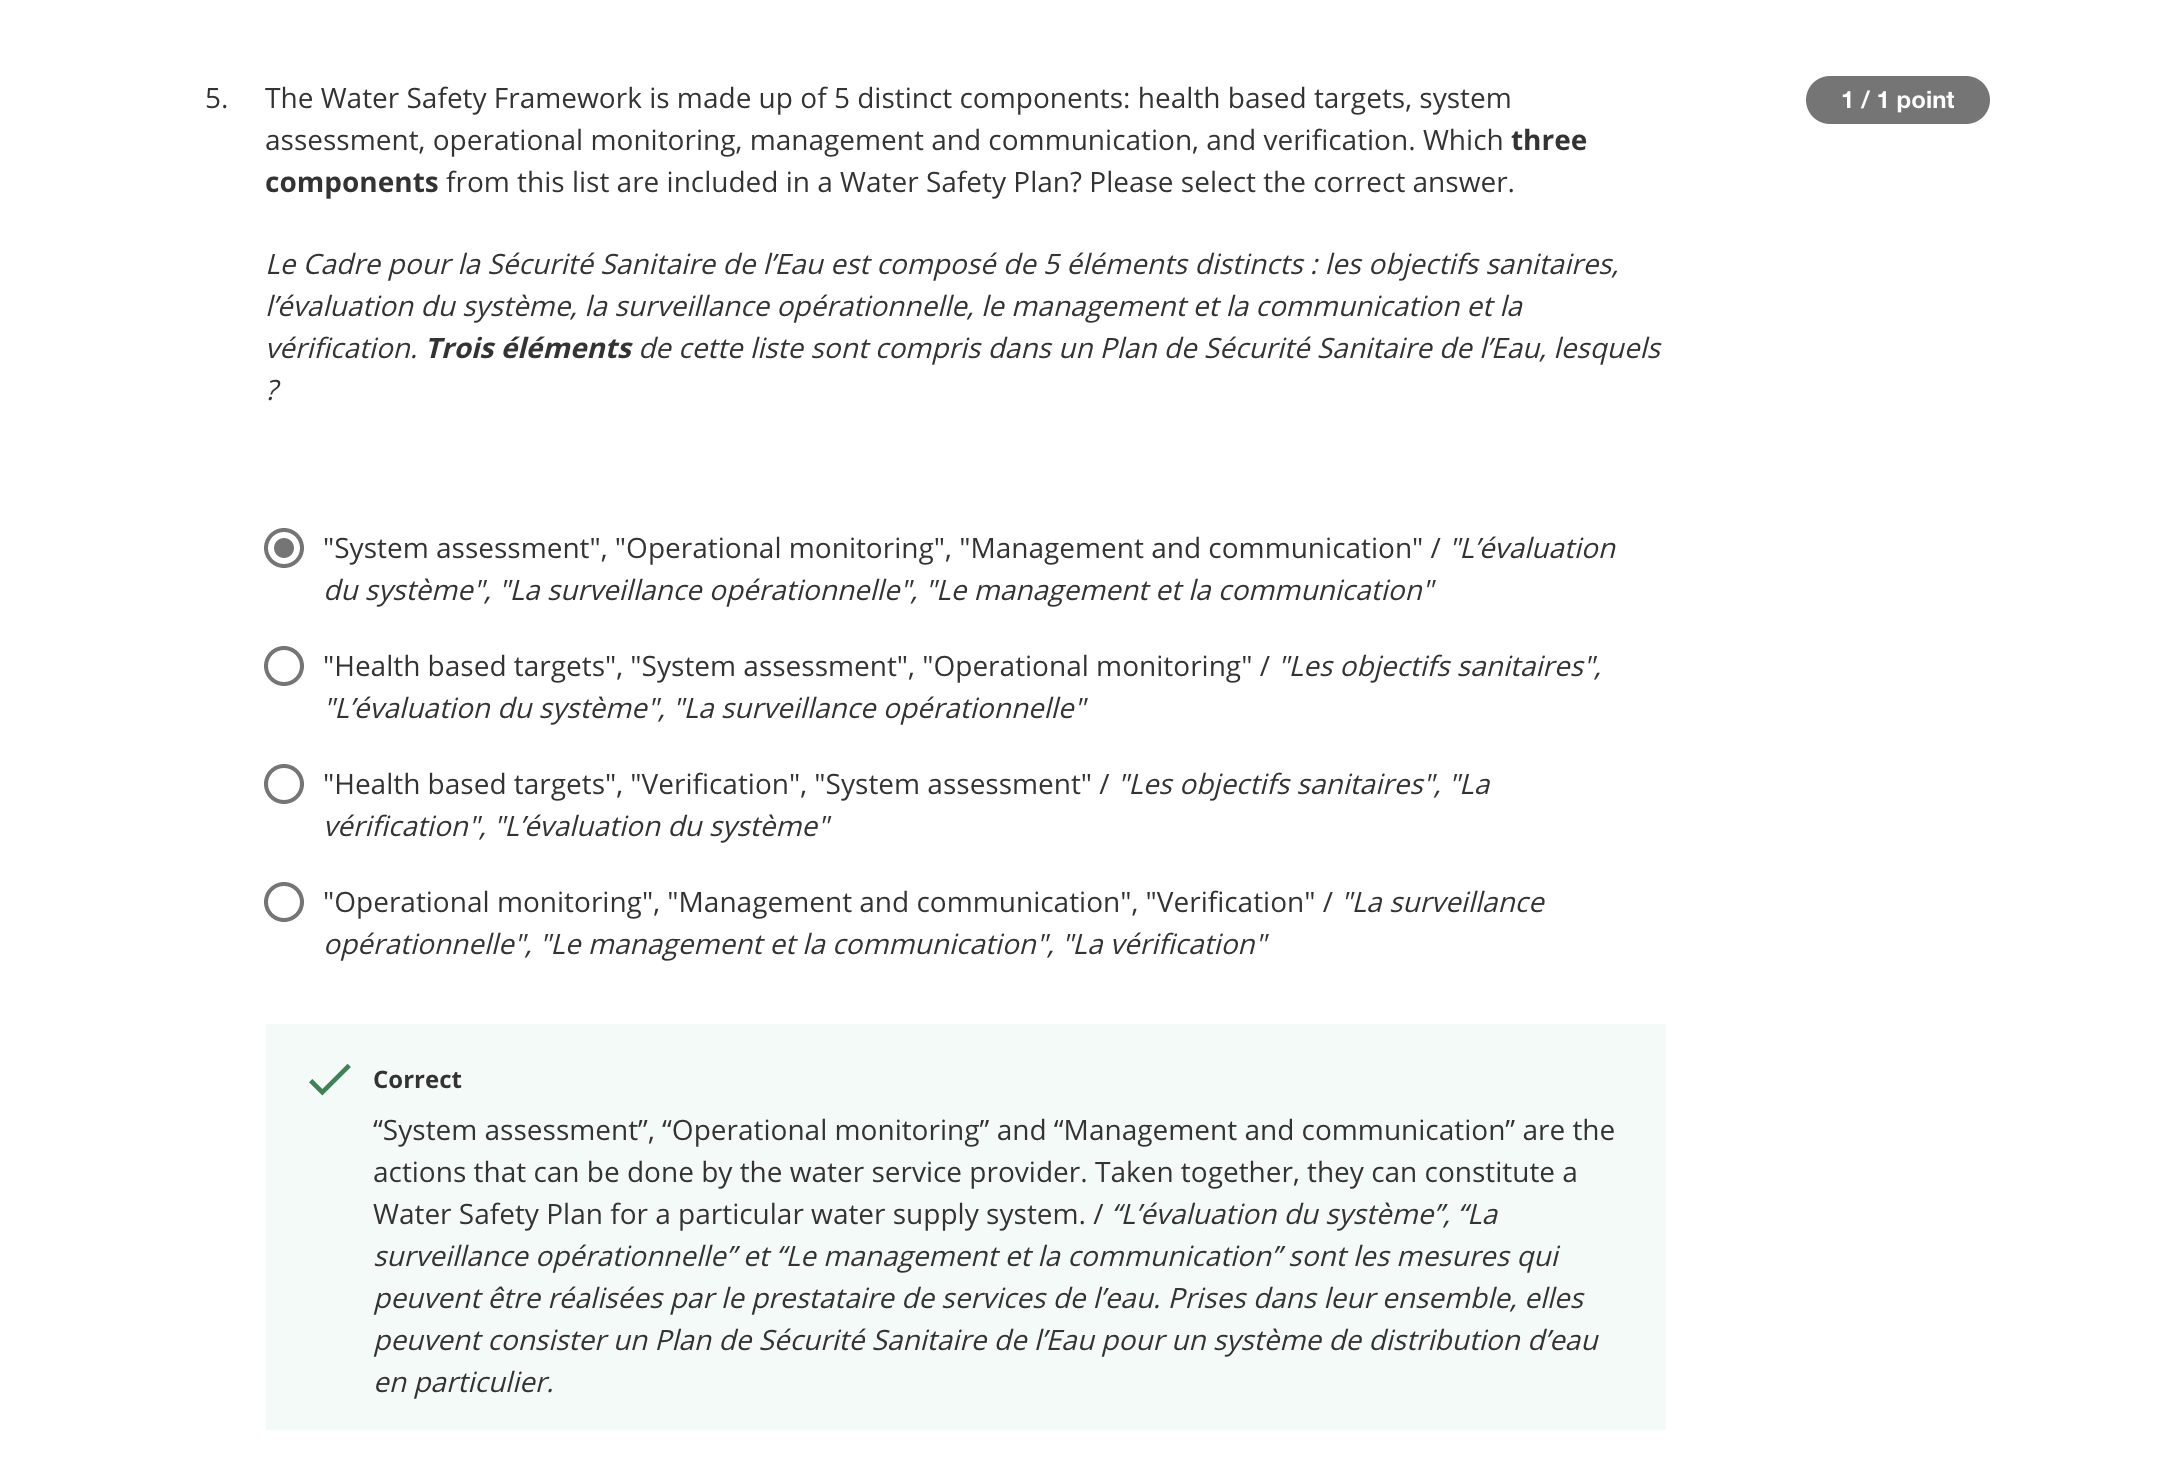 5. The Water Safety Framework is made up of 5 distinct components: health based targets, system
1 / 1 point
assessment, operational monitoring, management and communication, and verification. Which three
components from this list are included in a Water Safety Plan? Please select the correct answer.
Le Cadre pour la Sécurité Sanitaire de l’Eau est composé de 5 éléments distincts : les objectifs sanitaires,
l’évaluation du système, la surveillance opérationnelle, le management et la communication et la
vérification. Trois éléments de cette liste sont compris dans un Plan de Sécurité Sanitaire de l’Eau, lesquels
?
"System assessment", "Operational monitoring", "Management and communication" / "L’évaluation
du système", "La surveillance opérationnelle", "Le management et la communication"
"Health based targets", "System assessment", "Operational monitoring" / "Les objectifs sanitaires",
"L’évaluation du système", "La surveillance opérationnelle"
"Health based targets", "Verification", "System assessment" / "Les objectifs sanitaires", "La
vérification", "L’évaluation du système"
"Operational monitoring", "Management and communication", "Verification" / "La surveillance
opérationnelle", "Le management et la communication", "La vérification"
Correct
“System assessment”, “Operational monitoring” and “Management and communication” are the
actions that can be done by the water service provider. Taken together, they can constitute a
Water Safety Plan for a particular water supply system. / “L’évaluation du système”, “La
surveillance opérationnelle” et “Le management et la communication” sont les mesures qui
peuvent être réalisées par le prestataire de services de l’eau. Prises dans leur ensemble, elles
peuvent consister un Plan de Sécurité Sanitaire de l’Eau pour un système de distribution d’eau
en particulier.